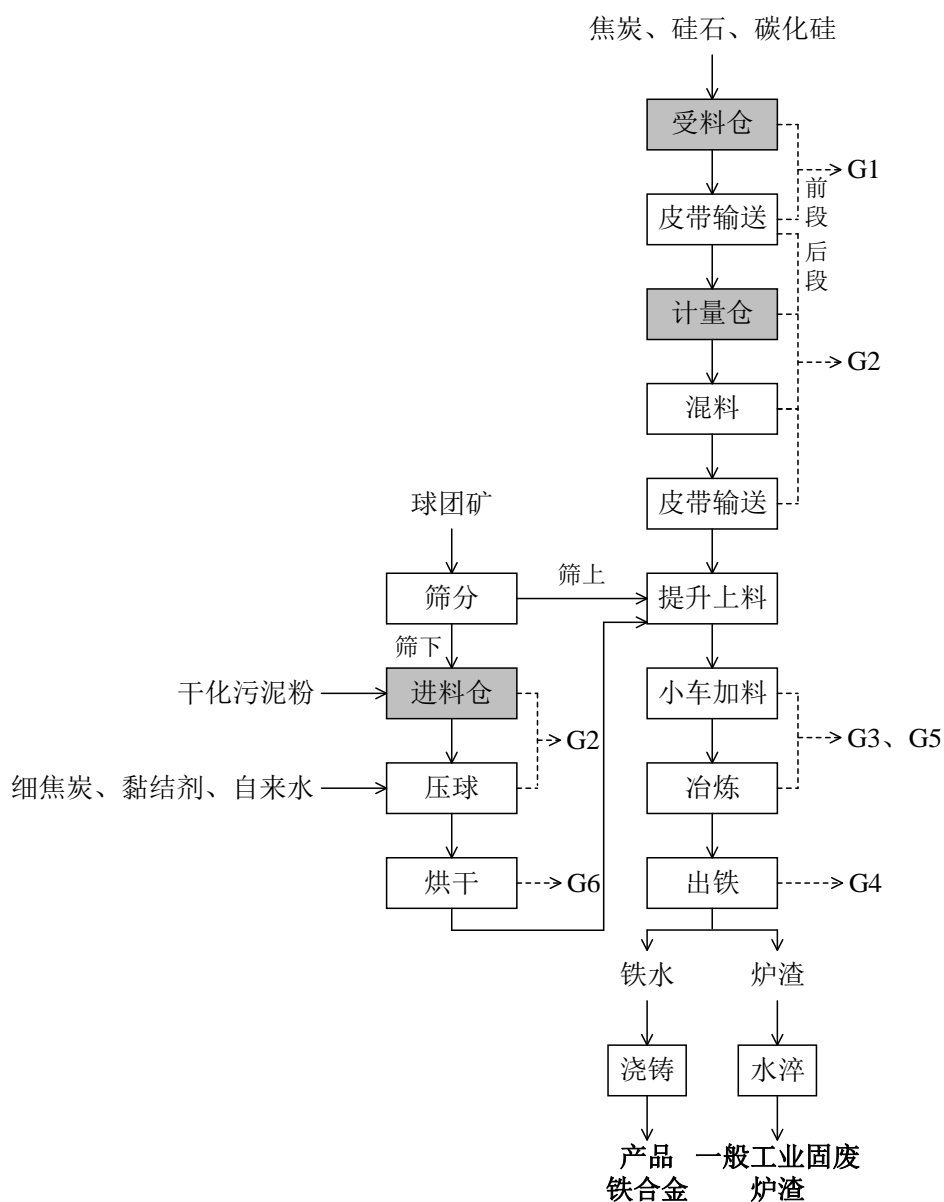 焦炭、硅石、碳化硅
受料仓
G1
前段
皮带输送
后段
计量仓
G2
混料
皮带输送
球团矿
筛上
筛分
提升上料
筛下
干化污泥粉
进料仓
小车加料
G2
G3、G5
细焦炭、黏结剂、自来水
压球
冶炼
烘干
G6
出铁
G4
铁水
炉渣
浇铸
水淬
产品
铁合金
一般工业固废
炉渣